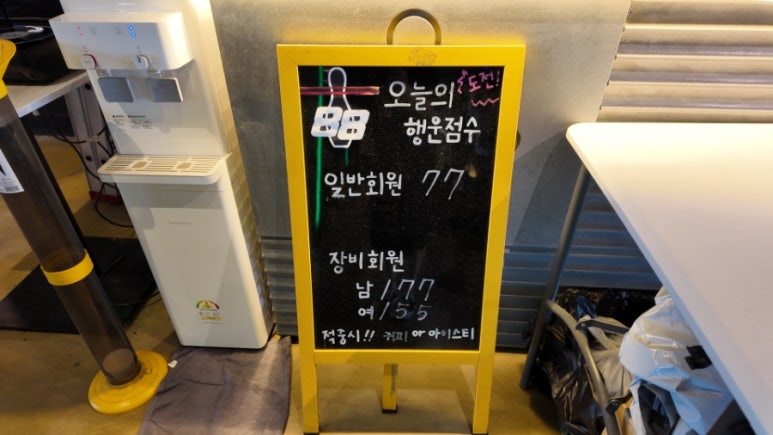 도전!
오늘의
88 행운점수
일반회원 77
장비회원
남 177
여 155
적중시!! 커피 or 아이스티